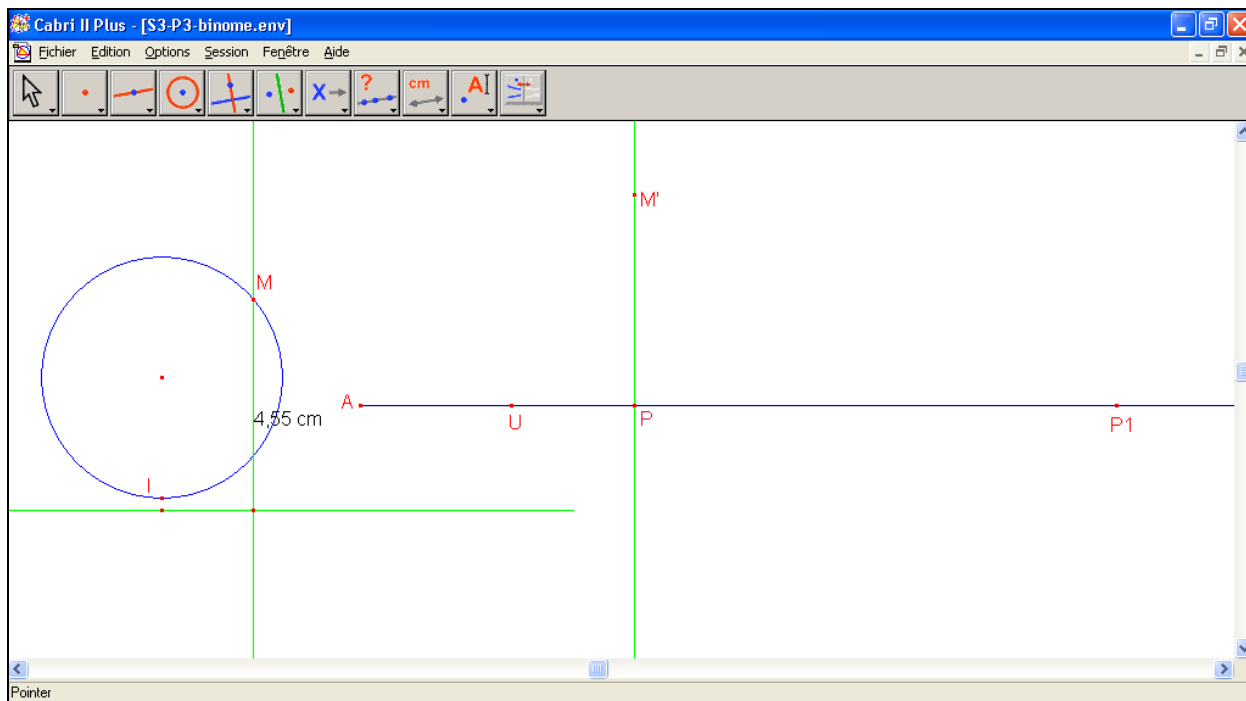 Cabri II Plus - [S3-P3-binome.env]
Fichier Edition Options Session Fenêtre Aide
? cm A
X
M'
M
A
4,55 cm
U
P
P1
I
Pointer